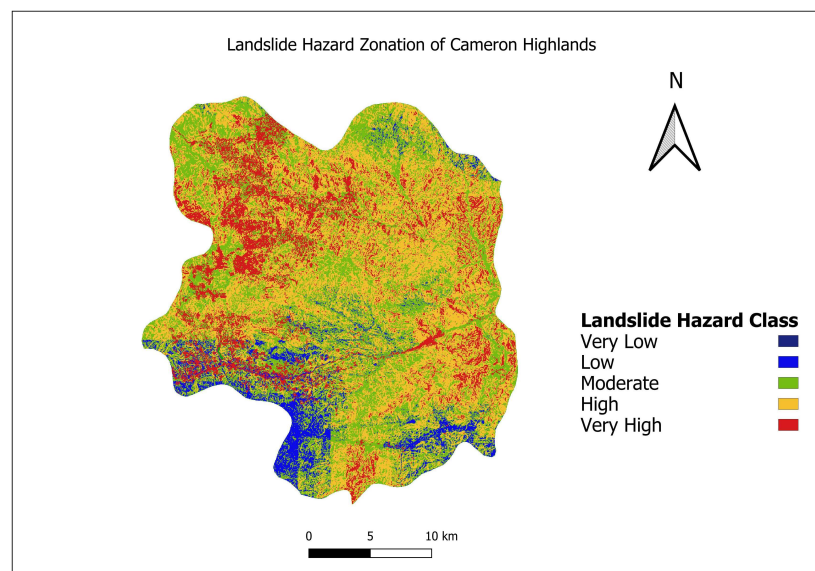 Landslide Hazard Zonation of Cameron Highlands
N
Landslide Hazard Class
Very Low
Low
Moderate
High
Very High
0 5 10 km